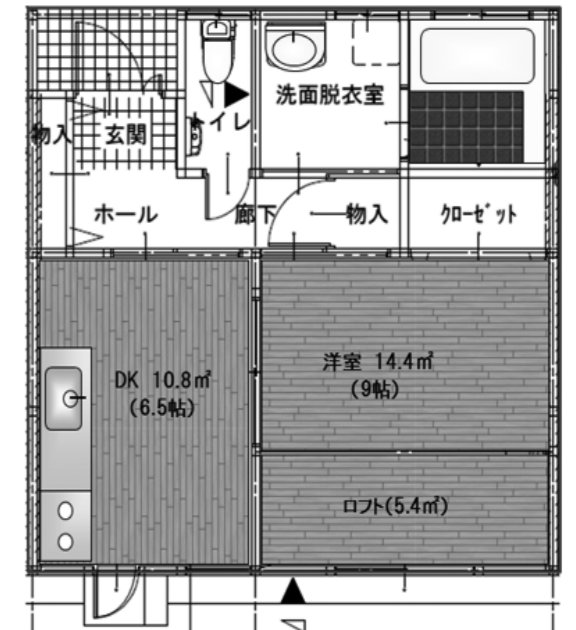 洗面脱衣室
トイレ
物入
玄関
ホール
廊下
物入
クローゼット
DK 10.8㎡
(6.5帖)
洋室 14.4㎡
(9帖)
ロフト(5.4㎡)